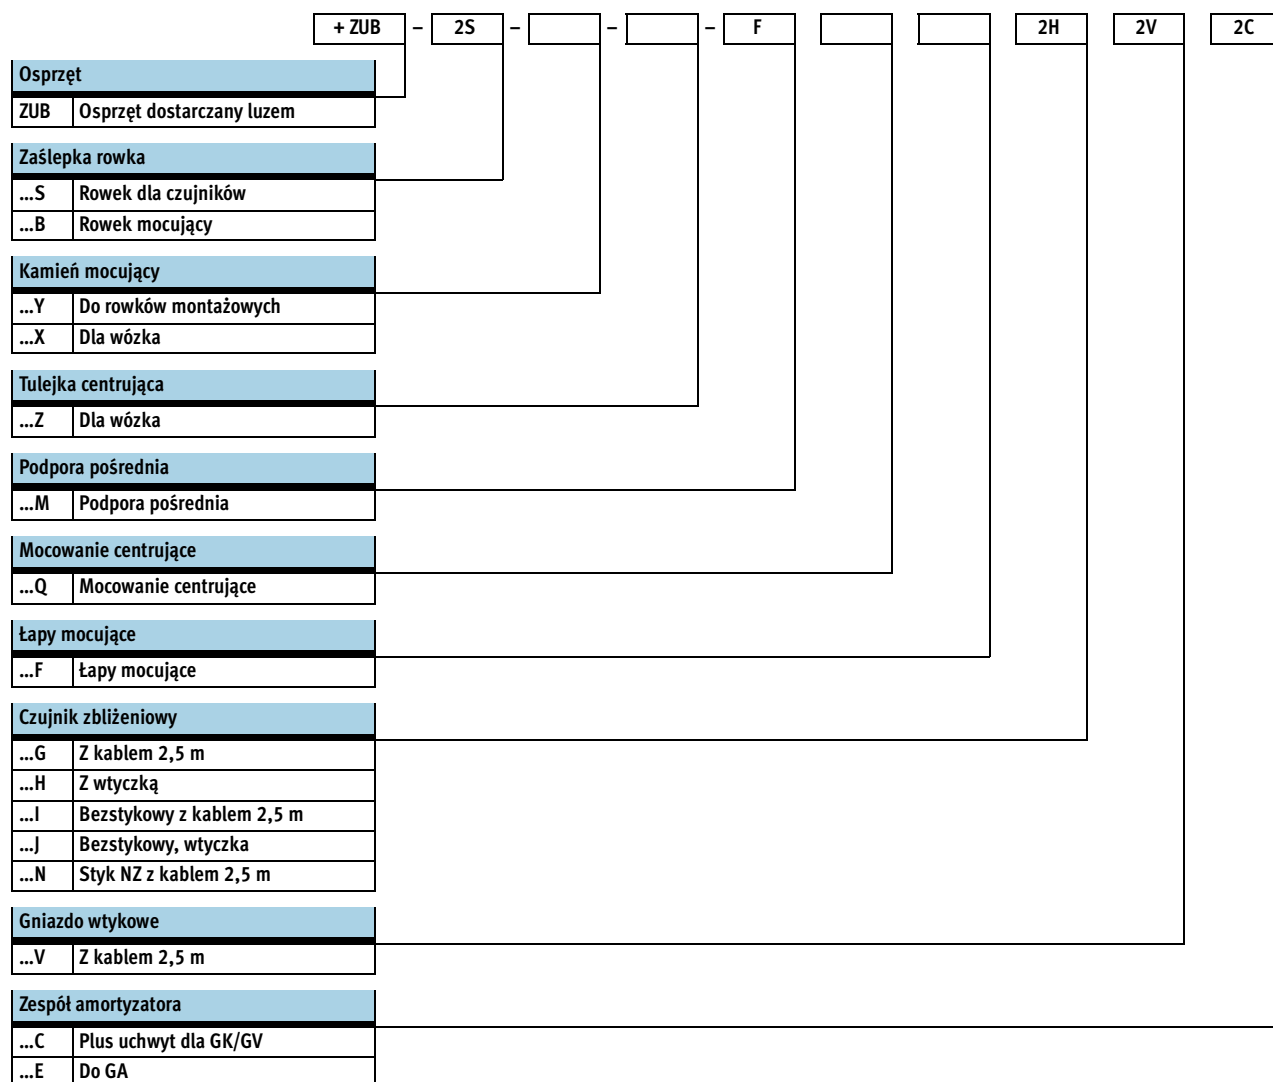 + ZUB – 2S – – – F 2H 2V 2C
Osprzęt
ZUB Osprzęt dostarczany luzem
Zaślepka rowka
...S Rowek dla czujników
...B Rowek mocujący
Kamień mocujący
...Y Do rowków montażowych
...X Dla wózka
Tulejka centrująca
...Z Dla wózka
Podpora pośrednia
...M Podpora pośrednia
Mocowanie centrujące
...Q Mocowanie centrujące
Łapy mocujące
...F Łapy mocujące
Czujnik zbliżeniowy
...G Z kablem 2,5 m
...H Z wtyczką
...I Bezstykowy z kablem 2,5 m
...J Bezstykowy, wtyczka
...N Styk NZ z kablem 2,5 m
Gniazdo wtykowe
...V Z kablem 2,5 m
Zespół amortyzatora
...C Plus uchwyt dla GK/GV
...E Do GA